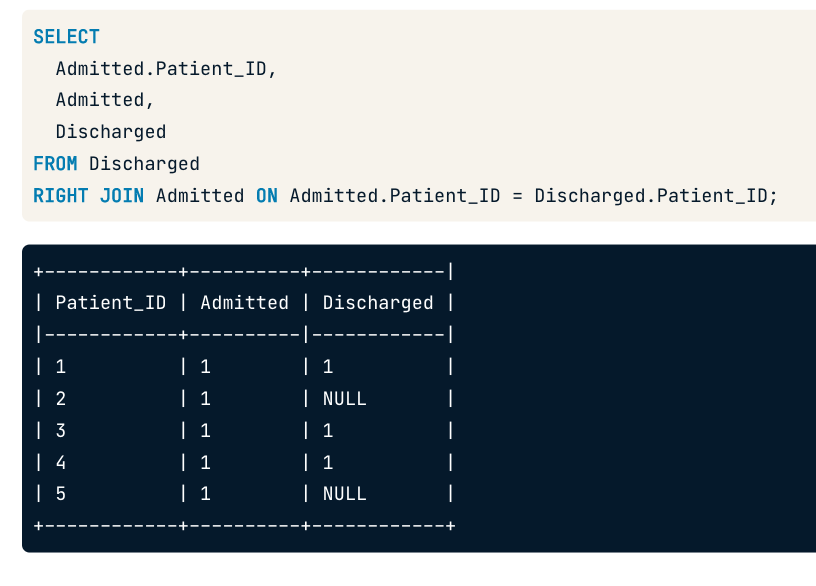 SELECT
  Admitted.Patient_ID,
  Admitted,
  Discharged
FROM Discharged
RIGHT JOIN Admitted ON Admitted.Patient_ID = Discharged.Patient_ID;
+------------+----------+------------|
| Patient_ID | Admitted | Discharged |
|------------+----------|------------|
| 1          | 1        | 1          |
| 2          | 1        | NULL       |
| 3          | 1        | 1          |
| 4          | 1        | 1          |
| 5          | 1        | NULL       |
+------------+----------+------------+